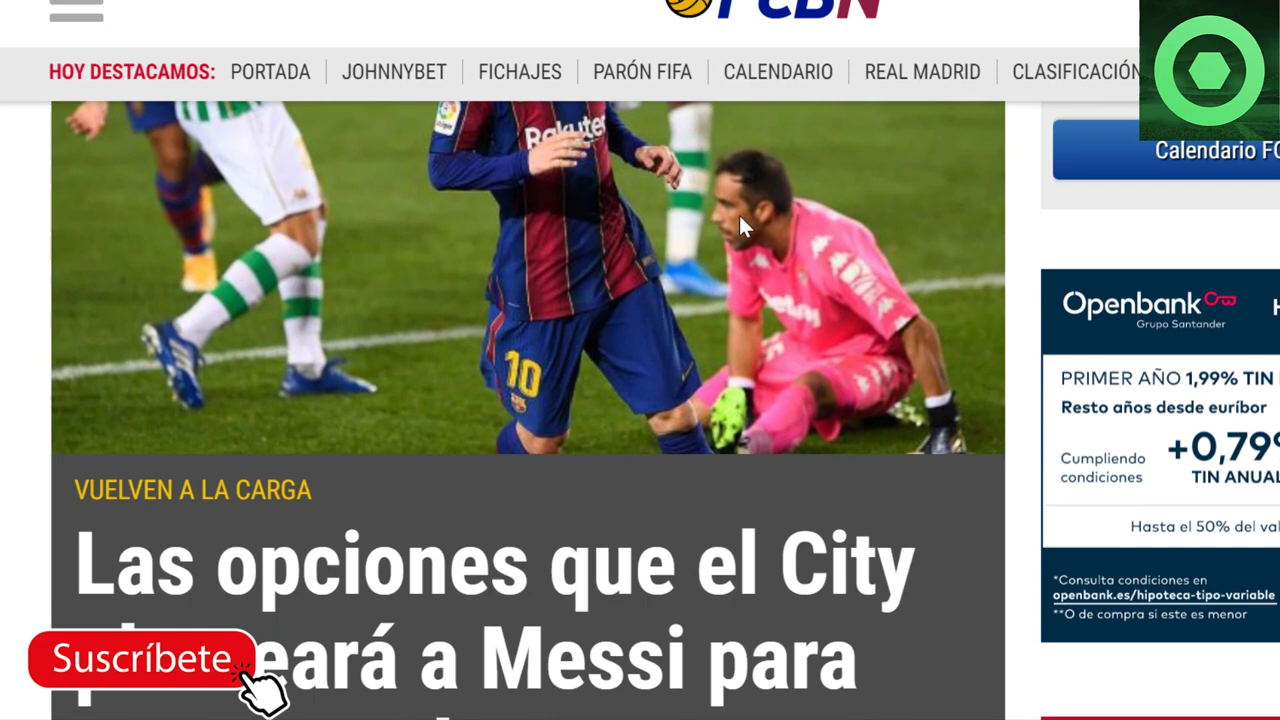 FCBN
HOY DESTACAMOS: PORTADA JOHNNYBET FICHAJES PARÓN FIFA CALENDARIO REAL MADRID CLASIFICACIÓN
Calendario
Rakuten
10
Openbank
Grupo Santander
PRIMER AÑO 1,99% TIN
Resto años desde euríbor
Cumpliendo
condiciones
+0,79%
TIN ANUAL
Hasta el 50% del
*Consulta condiciones en
openbank.es/hipoteca-tipo-variable
**O de compra si este es menor
VUELVEN A LA CARGA
Las opciones que el City
a Messi para
Suscríbete